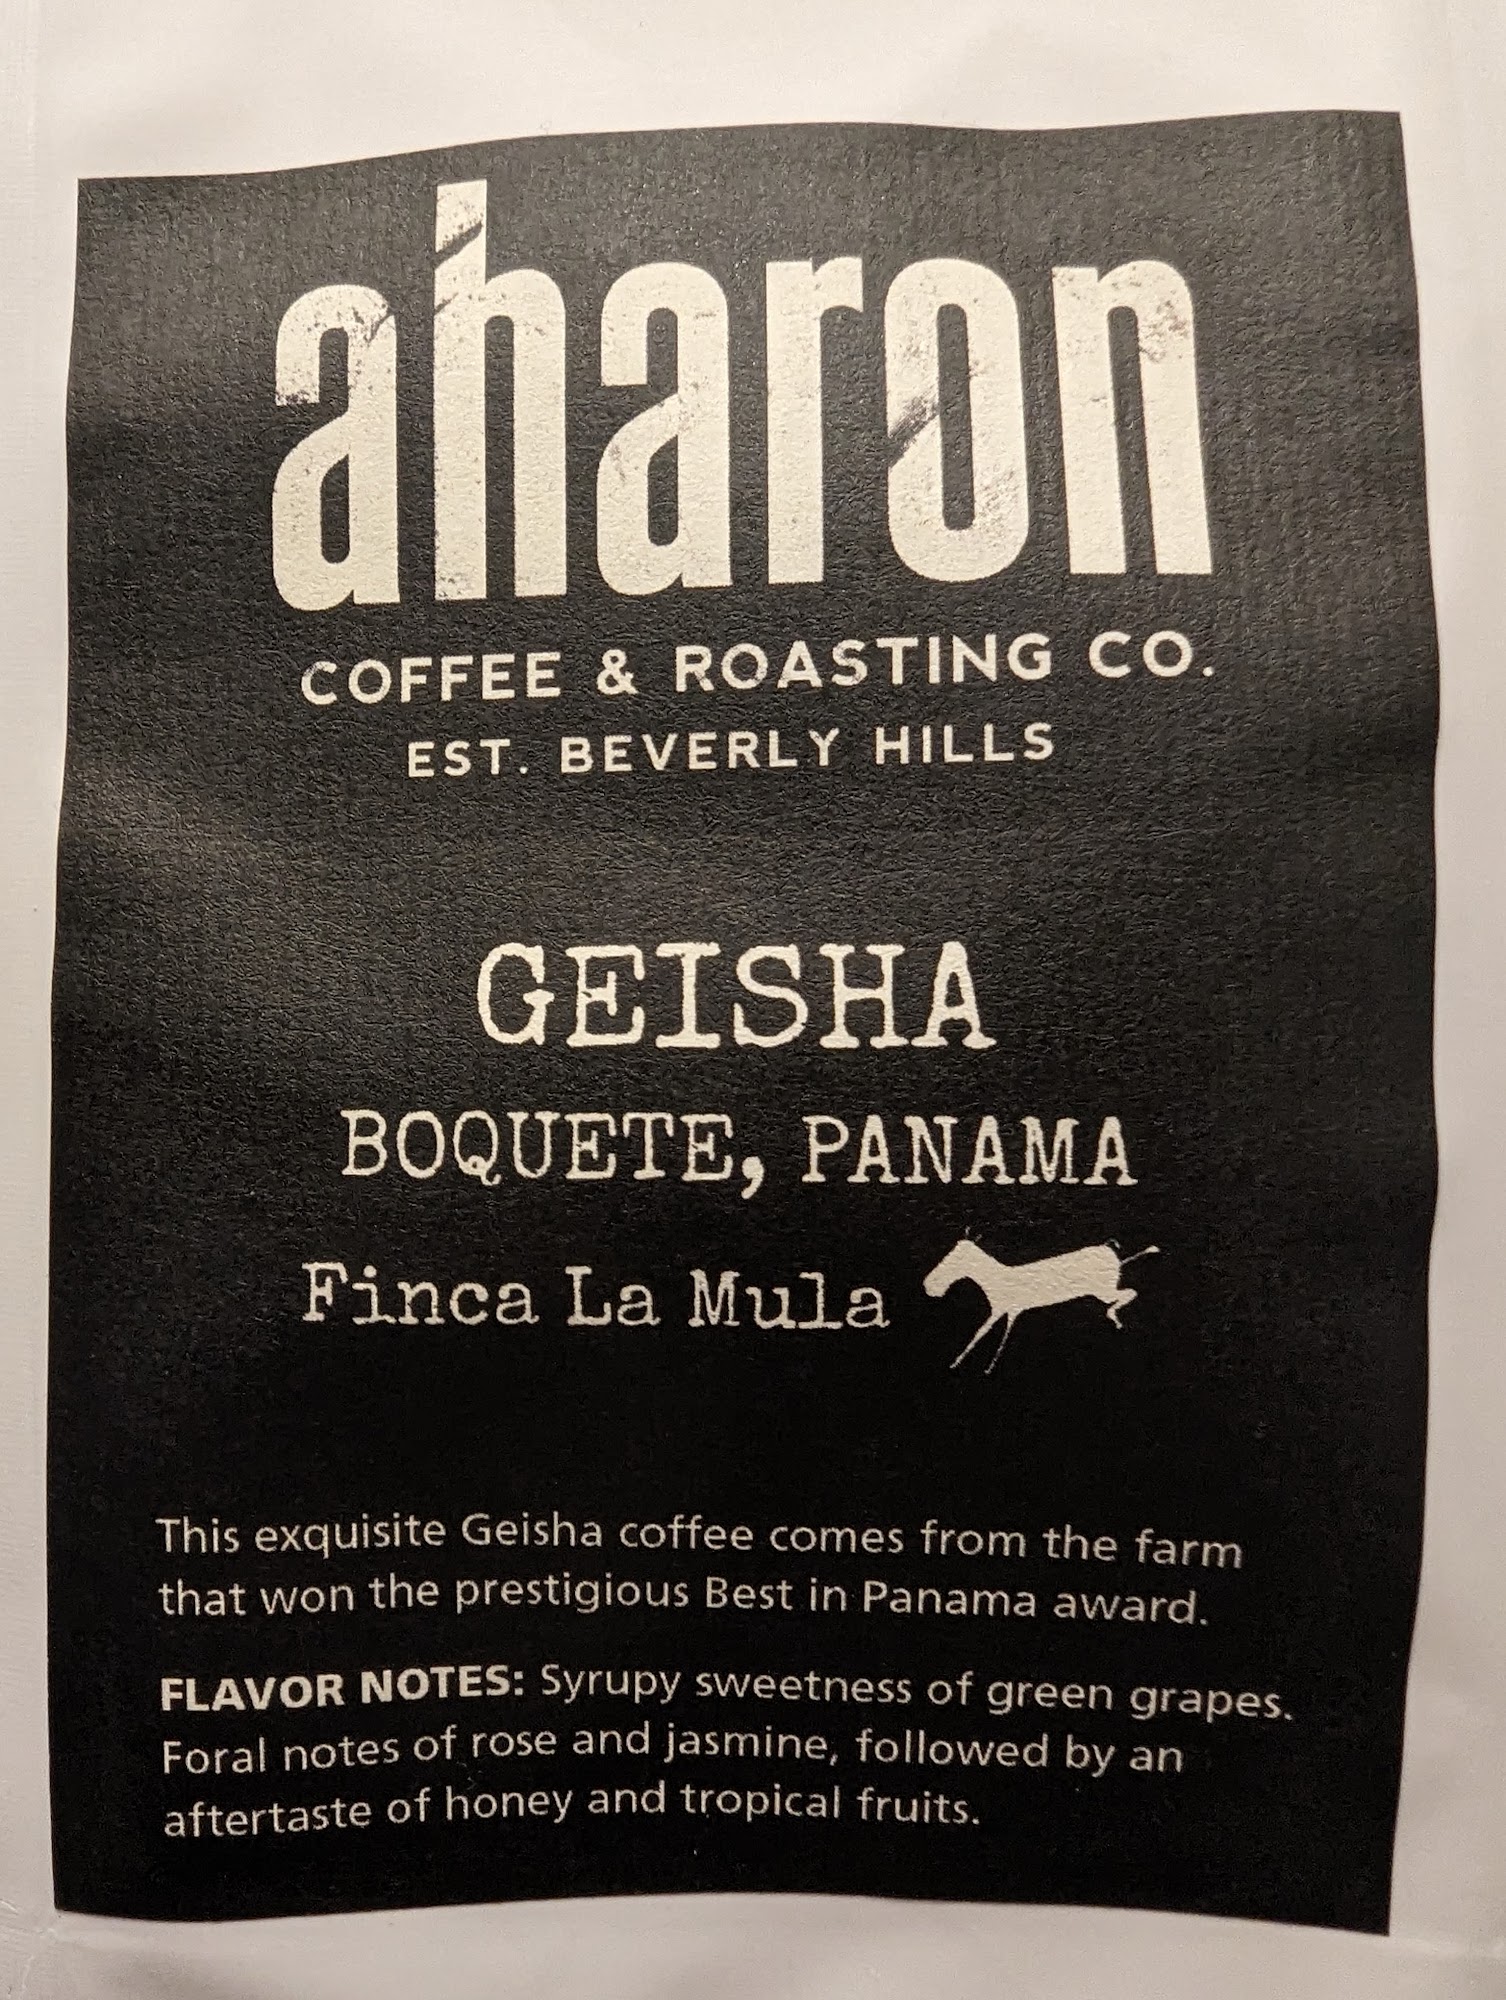 aharon
COFFEE & ROASTING CO.
EST. BEVERLY HILLS
GEISHA
BOQUETE, PANAMA
Finca La Mula
This exquisite Geisha coffee comes from the farm
that won the prestigious Best in Panama award.
FLAVOR NOTES: Syrupy sweetness of green grapes.
Foral notes of rose and jasmine, followed by an
aftertaste of honey and tropical fruits.